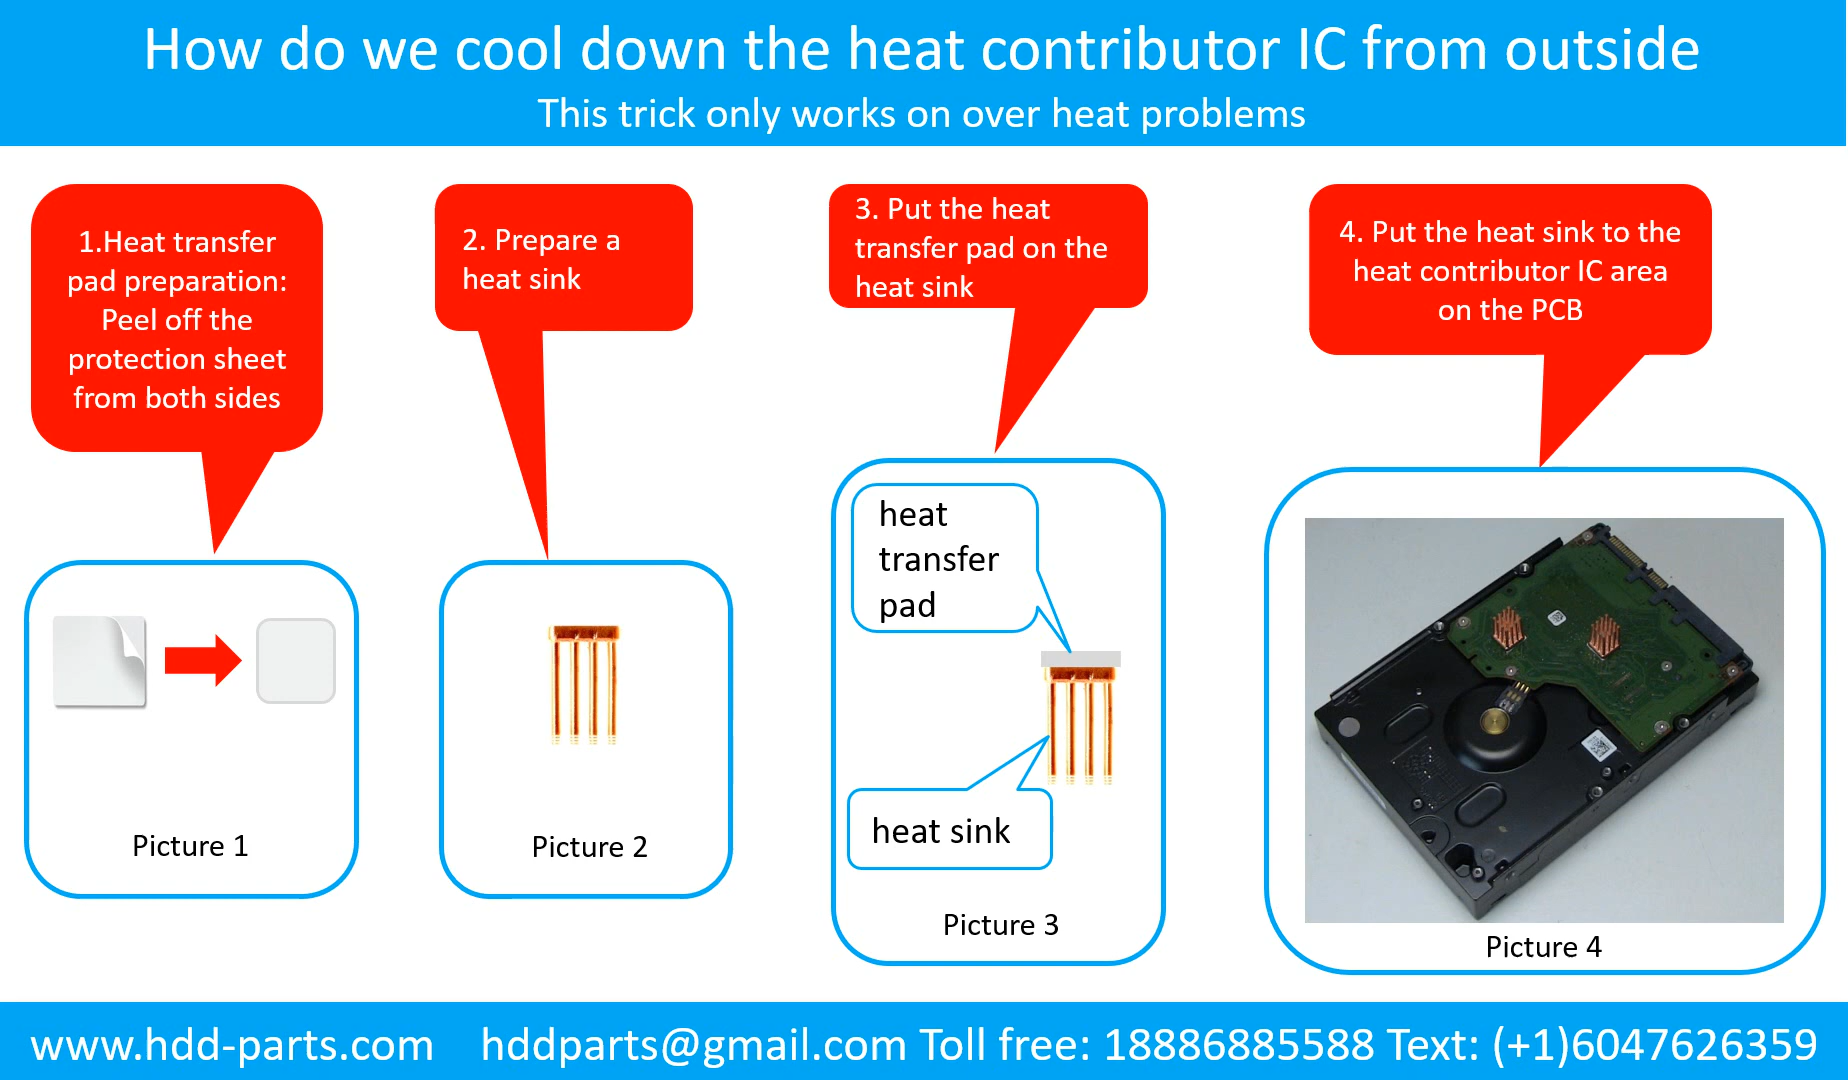 How do we cool down the heat contributor IC from outside
This trick only works on over heat problems
1.Heat transfer
pad preparation:
Peel off the
protection sheet
from both sides
2. Prepare a
heat sink
3. Put the heat
transfer pad on the
heat sink
4. Put the heat sink to the
heat contributor IC area
on the PCB
Picture 1
Picture 2
heat
transfer
pad
heat sink
Picture 3
Picture 4
www.hdd-parts.com hddparts@gmail.com Toll free: 18886885588 Text: (+1)6047626359